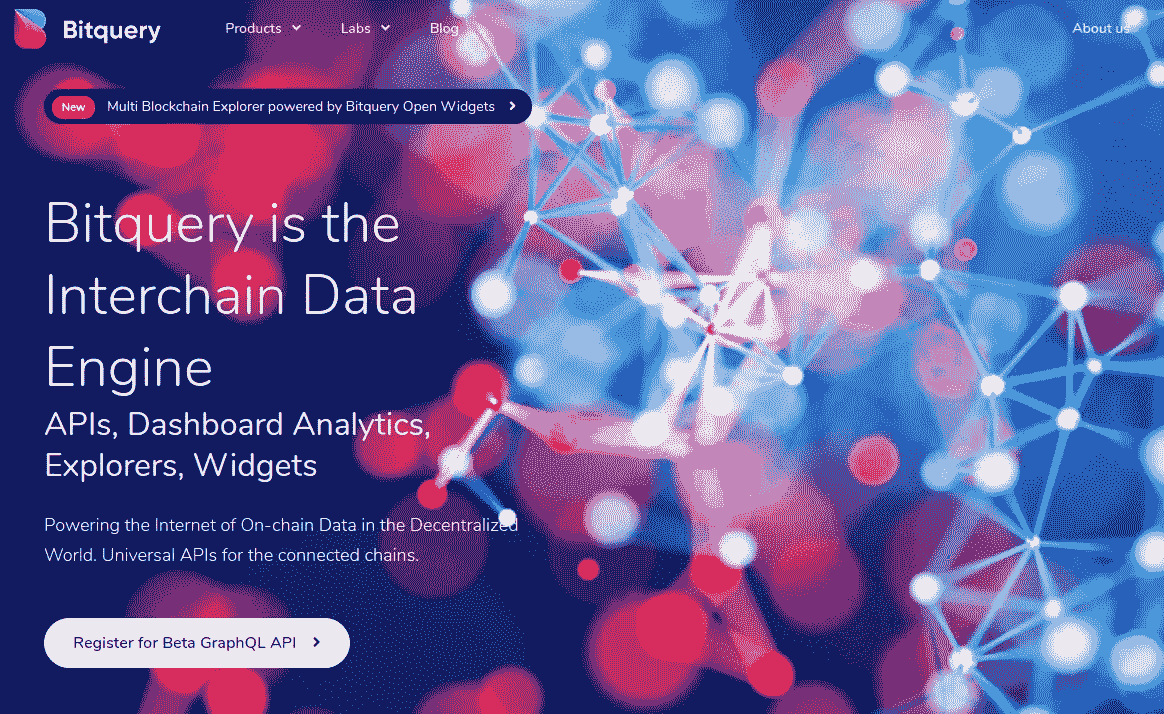 Bitquery
Products
Labs
Blog
About us
New
Multi Blockchain Explorer powered by Bitquery Open Widgets
Bitquery is the
Interchain Data
Engine
APIs, Dashboard Analytics,
Explorers, Widgets
Powering the Internet of On-chain Data in the Decentralized
World. Universal APIs for the connected chains.
Register for Beta GraphQL API